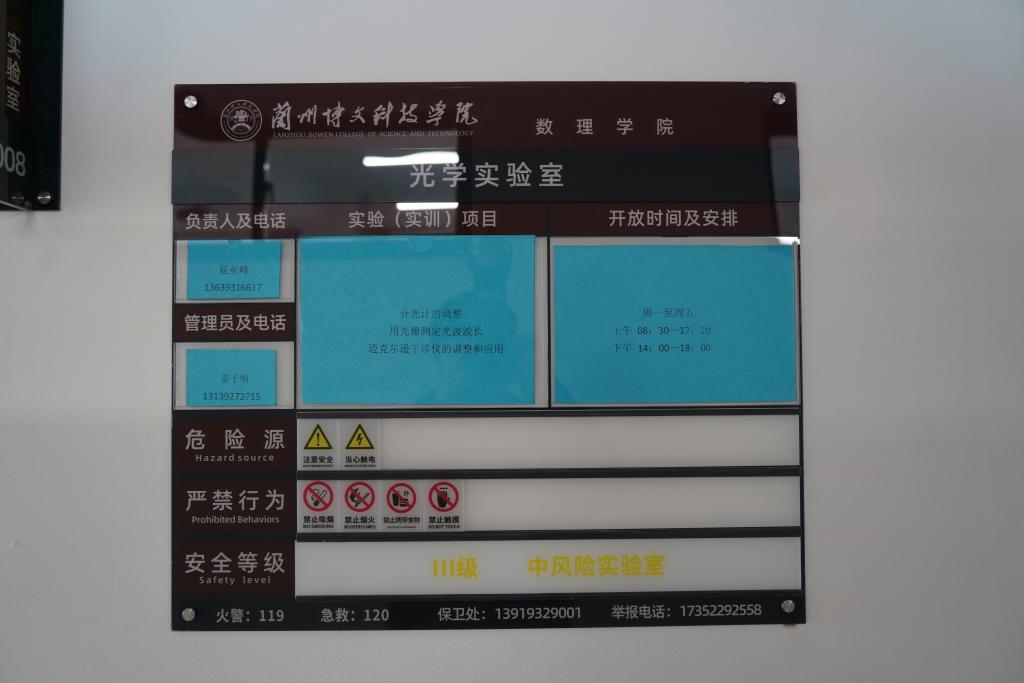 实验室
008
兰州博文科技学院
LANZHOU BOWEN COLLEGE OF SCIENCE AND TECHNOLOGY
数理学院
光学实验室
负责人及电话
实验（实训）项目
开放时间及安排
夏亚峰
13639316617
管理员及电话
姜子明
13139272715
分光计的调整
用光栅测定光波波长
迈克尔逊干涉仪的调整和应用
周一至周五
上午 08：30—12：20
下午 14：00—18：00
危险源
Hazard source
注意安全
当心触电
严禁行为
Prohibited Behaviors
禁止吸烟
NO SMOKING
禁止烟火
NO OPEN FLAMES
禁止携带食物
禁止触摸
DO NOT TOUCH
安全等级
Safety level
III级 中风险实验室
火警：119 急救：120 保卫处：13919329001 举报电话：17352292558